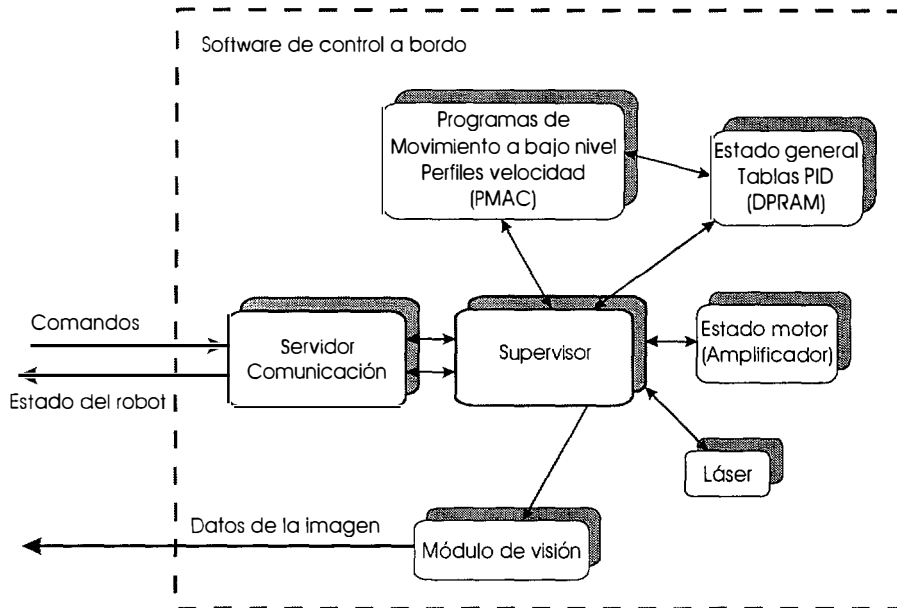 Software de control a bordo
Programas de
Movimiento a bajo nivel
Perfiles velocidad
(PMAC)
Estado general
Tablas PID
(DPRAM)
Comandos
Servidor
Comunicación
Supervisor
Estado motor
(Amplificador)
Estado del robot
Láser
Datos de la imagen
Módulo de visión